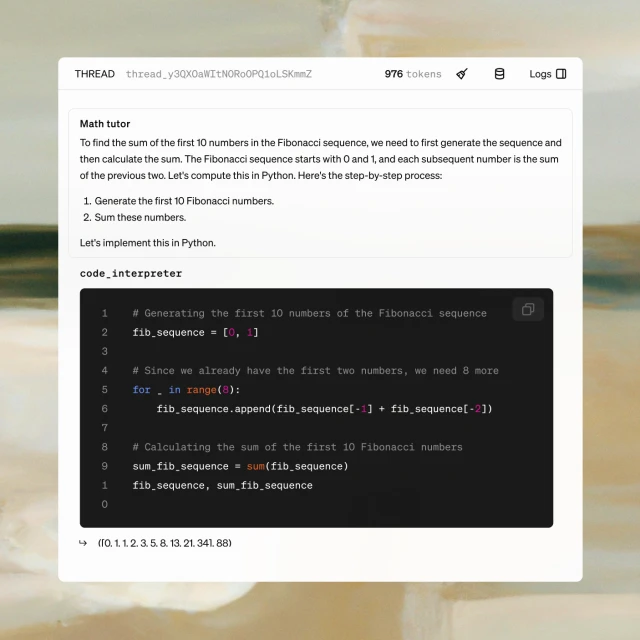 THREAD thread_y3QXOaWItNORoOPQ1oLSKmmZ 976 tokens Logs
Math tutor
To find the sum of the first 10 numbers in the Fibonacci sequence, we need to first generate the sequence and
then calculate the sum. The Fibonacci sequence starts with 0 and 1, and each subsequent number is the sum
of the previous two. Let's compute this in Python. Here's the step-by-step process:
1. Generate the first 10 Fibonacci numbers.
2. Sum these numbers.
Let's implement this in Python.
code_interpreter
1 # Generating the first 10 numbers of the Fibonacci sequence
2 fib_sequence = [0, 1]
3
4 # Since we already have the first two numbers, we need 8 more
5 for _ in range(8):
6 fib_sequence.append(fib_sequence[-1] + fib_sequence[-2])
7
8 # Calculating the sum of the first 10 Fibonacci numbers
9 sum_fib_sequence = sum(fib_sequence)
1 fib_sequence, sum_fib_sequence
0
([0, 1, 1, 2, 3, 5, 8, 13, 21, 34], 88)